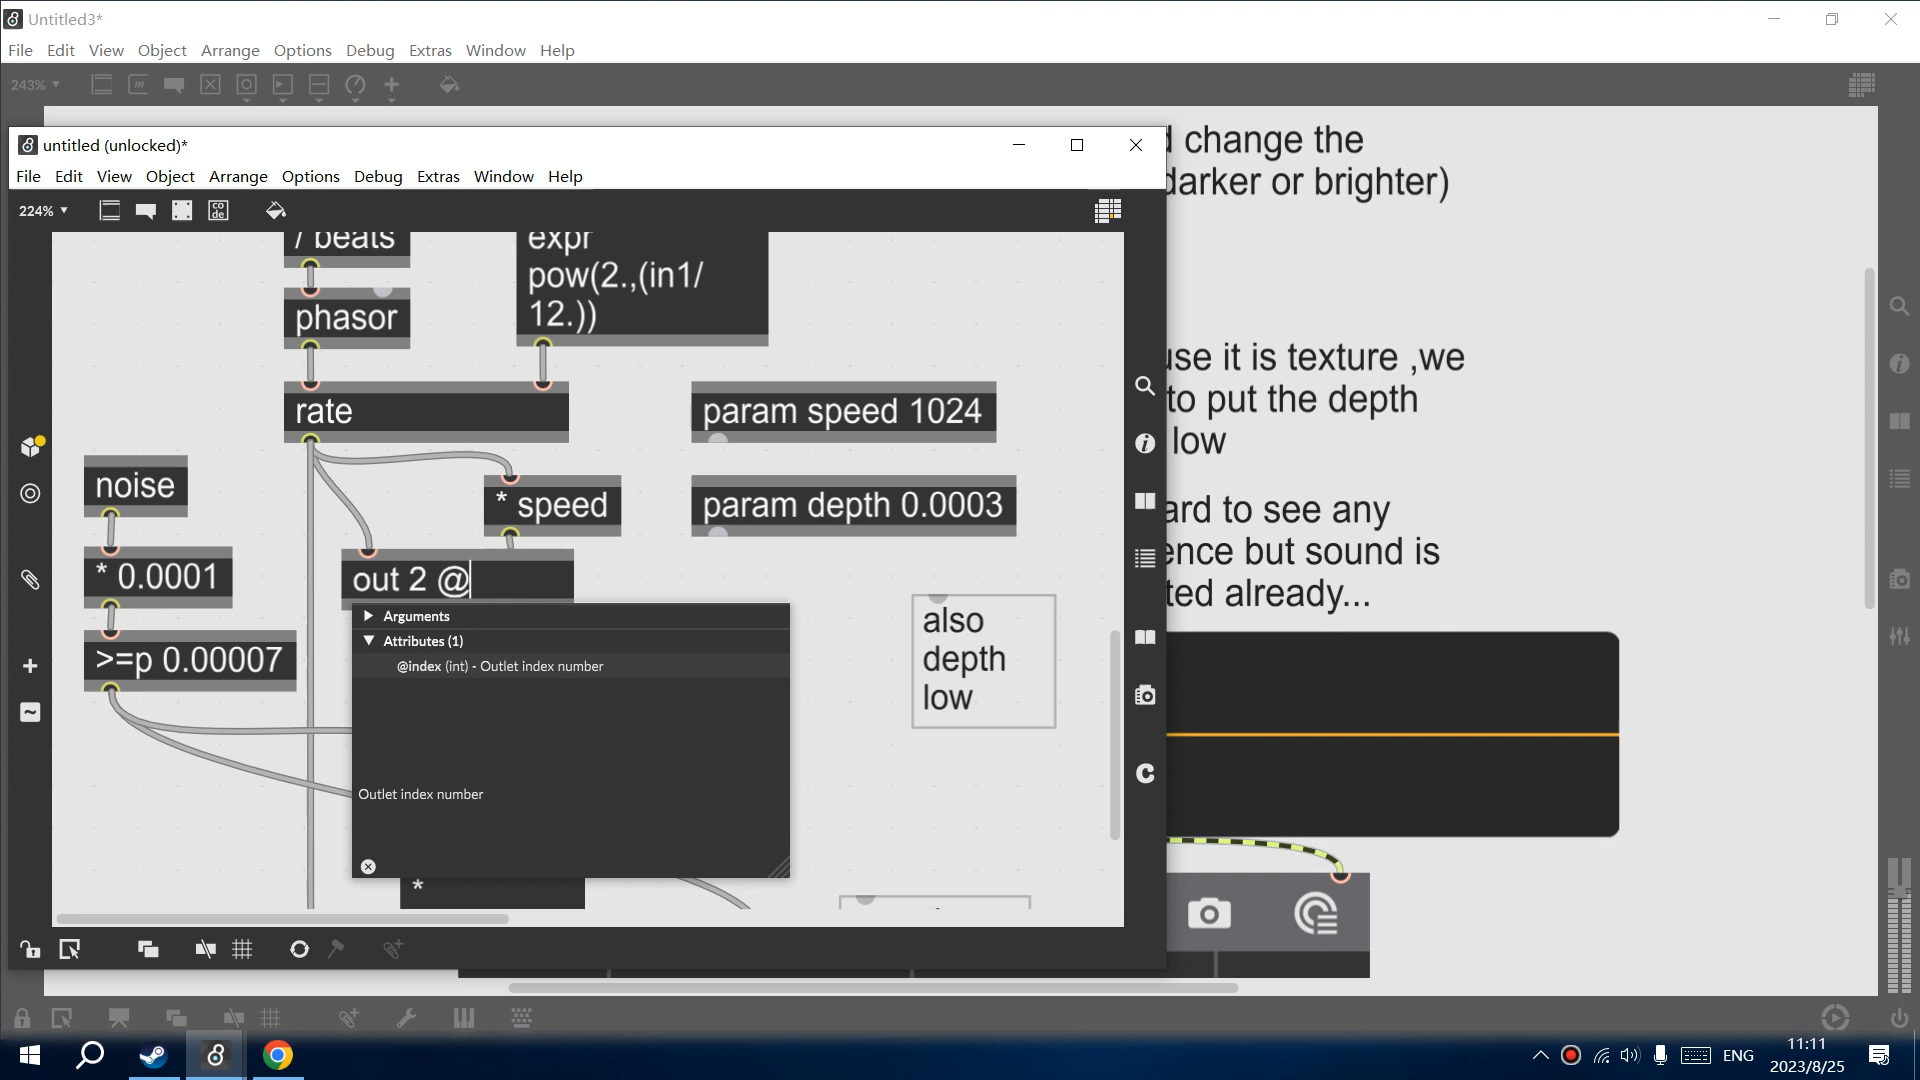 Untitled3*
File Edit View Object Arrange Options Debug Extras Window Help
243%
change the
darker or brighter)
untitled (unlocked)*
File Edit View Object Arrange Options Debug Extras Window Help
224%
co
de
/ beats
expr
pow(2.,(in1/
12.))
phasor
use it is texture ,we
to put the depth
low
rate
param speed 1024
noise
* speed
param depth 0.0003
ard to see any
ence but sound is
ted already...
* 0.0001
out 2 @
Arguments
Attributes (1)
@index (int) - Outlet index number
also
depth
low
>=p 0.00007
Outlet index number
*
ENG
11:11
2023/8/25